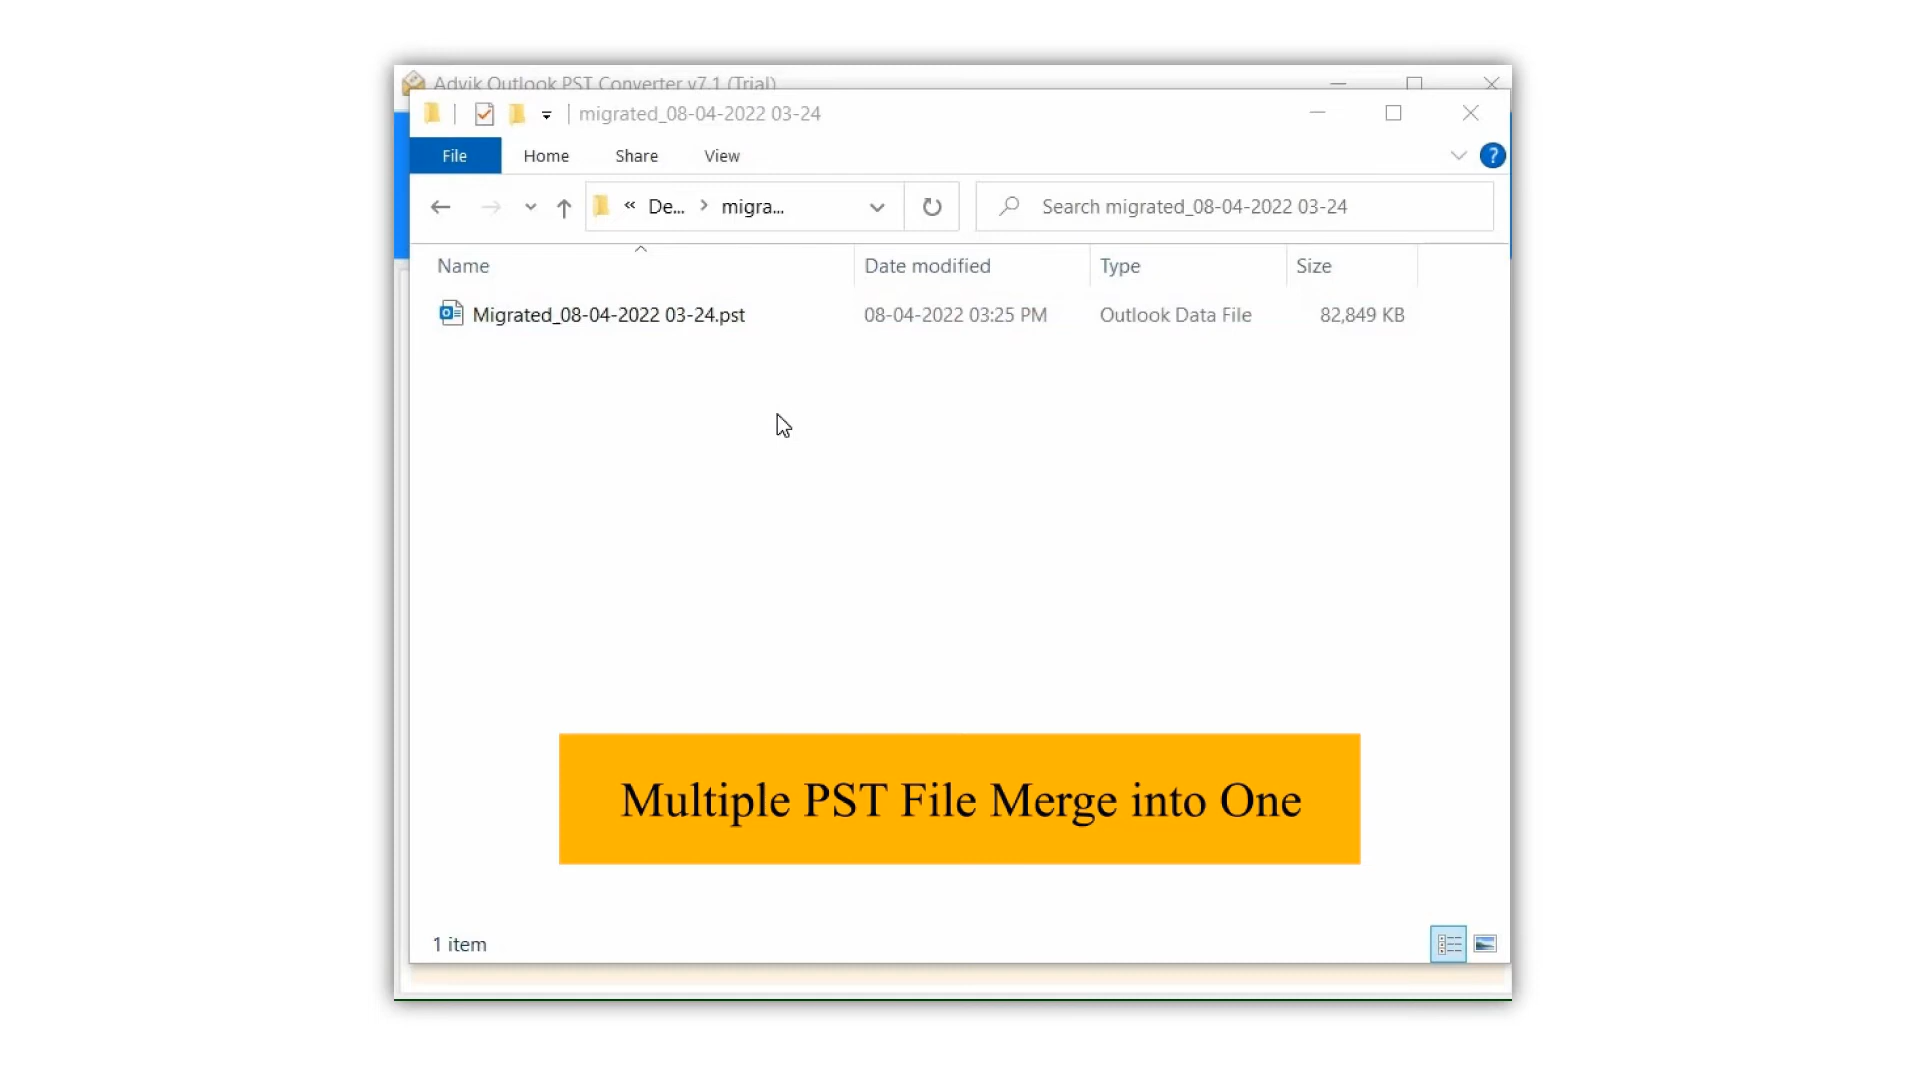 Advik Outlook PST Converter v7.1 (Trial)
migrated_08-04-2022 03-24
File Home Share View
?
« De... > migra...
Search migrated_08-04-2022 03-24
Name Date modified Type Size
Migrated_08-04-2022 03-24.pst 08-04-2022 03:25 PM Outlook Data File 82,849 KB
Multiple PST File Merge into One
1 item